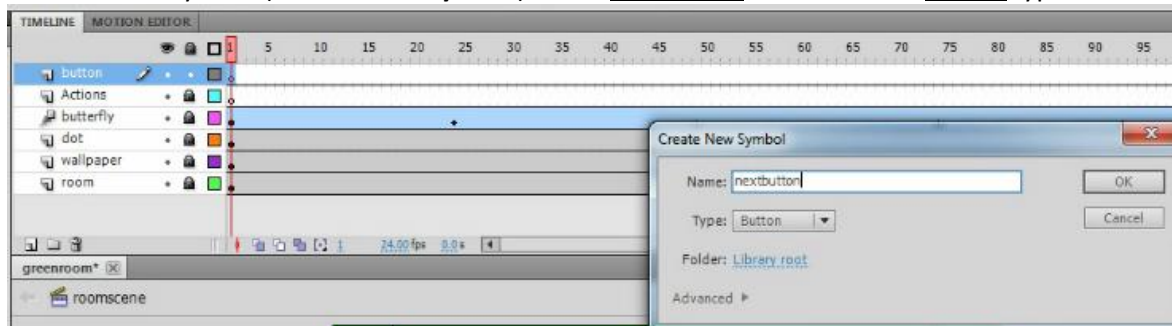 TIMELINE MOTION EDITOR
1 5 10 15 20 25 30 35 40 45 50 55 60 65 70 75 80 85 90 95
button
Actions
butterfly
dot
wallpaper
room
1 24.00 fps 0.0 s
greenroom*
roomscene
Create New Symbol
Name: nextbutton
OK
Type: Button
Cancel
Folder: Library root
Advanced